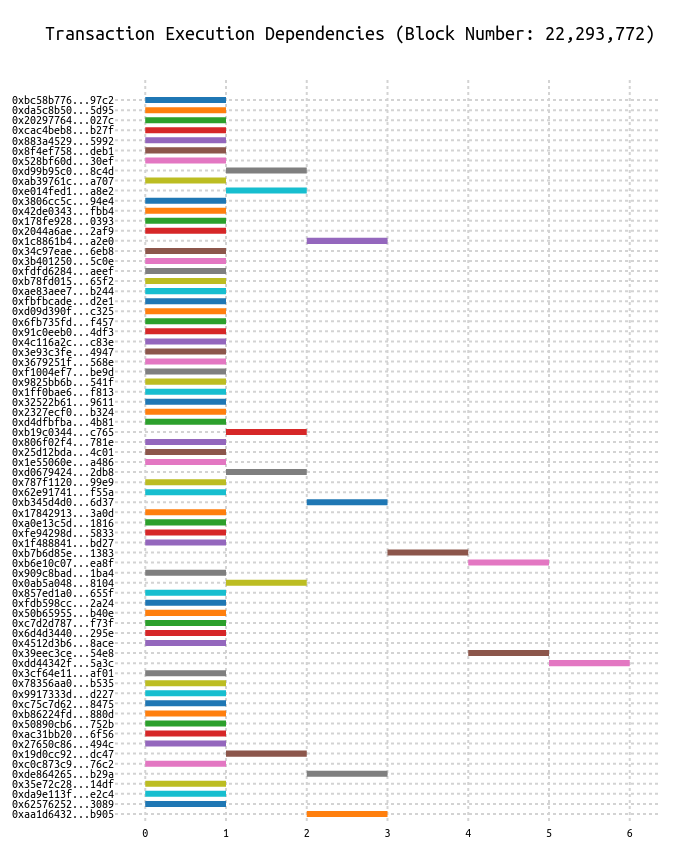 Transaction Execution Dependencies (Block Number: 22,293,772)
0xbc58b776...97c2
0xda5c8b50...5d95
0x20297764...027c
0xcac4beb8...b27f
0x883a4529...5992
0x8f4ef758...deb1
0x528bf60d...30ef
0xd99b95c0...8c4d
0xab39761c...a707
0xe014fed1...a8e2
0x3806cc5c...94e4
0x42de0343...fbb4
0x178fe928...0393
0x2044a6ae...2af9
0x1c8861b4...a2e0
0x34c97eae...6eb8
0x3b401250...5c0e
0xfdfd6284...aeef
0xb78fd015...65f2
0xae83aee7...b244
0xfbfbcade...d2e1
0xd09d390f...c325
0x6fb735fd...f457
0x91c0eeb0...4df3
0x4c116a2c...c83e
0x3e93c3fe...4947
0x3679251f...568e
0xf1004ef7...be9d
0x9825bb6b...541f
0x1ff0bae6...f813
0x32522b61...9611
0x2327ecf0...b324
0xd4dfbfba...4b81
0xb19c0344...c765
0x806f02f4...781e
0x25d12bda...4c01
0x1e55060e...a486
0xd0679424...2db8
0x787f1120...99e9
0x62e91741...f55a
0xb345d4d0...6d37
0x17842913...3a0d
0xa0e13c5d...1816
0xfe94298d...5833
0x1f488841...bd27
0xb7b6d85e...1383
0xb6e10c07...ea8f
0x909c8bad...1ba4
0x0ab5a048...8104
0x857ed1a0...655f
0xfdb598cc...2a24
0x50b65955...b40e
0xc7d2d787...f73f
0x6d4d3440...295e
0x4512d3b6...8ace
0x39eec3ce...54e8
0xdd44342f...5a3c
0x3cf64e11...af01
0x78356aa0...b535
0x9917333d...d227
0xc75c7d62...8475
0xb86224fd...880d
0x50890cb6...752b
0xac31bb20...6f56
0x27650c86...494c
0x19d0cc92...dc47
0xc0c873c9...76c2
0xde864265...b29a
0x35e72c28...14df
0xda9e113f...e2c4
0x62576252...3089
0xaa1d6432...b905
0 1 2 3 4 5 6